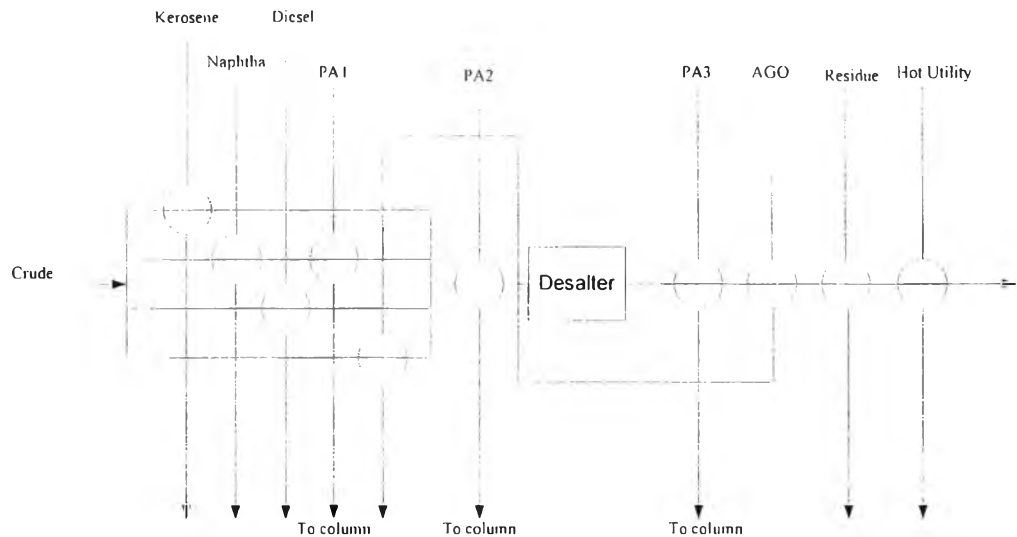 Kerosene
Diesel
Naphtha
PA1
PA2
PA3
AGO
Residue
Hot Utility
Crude
Desalter
To column
To column
To column